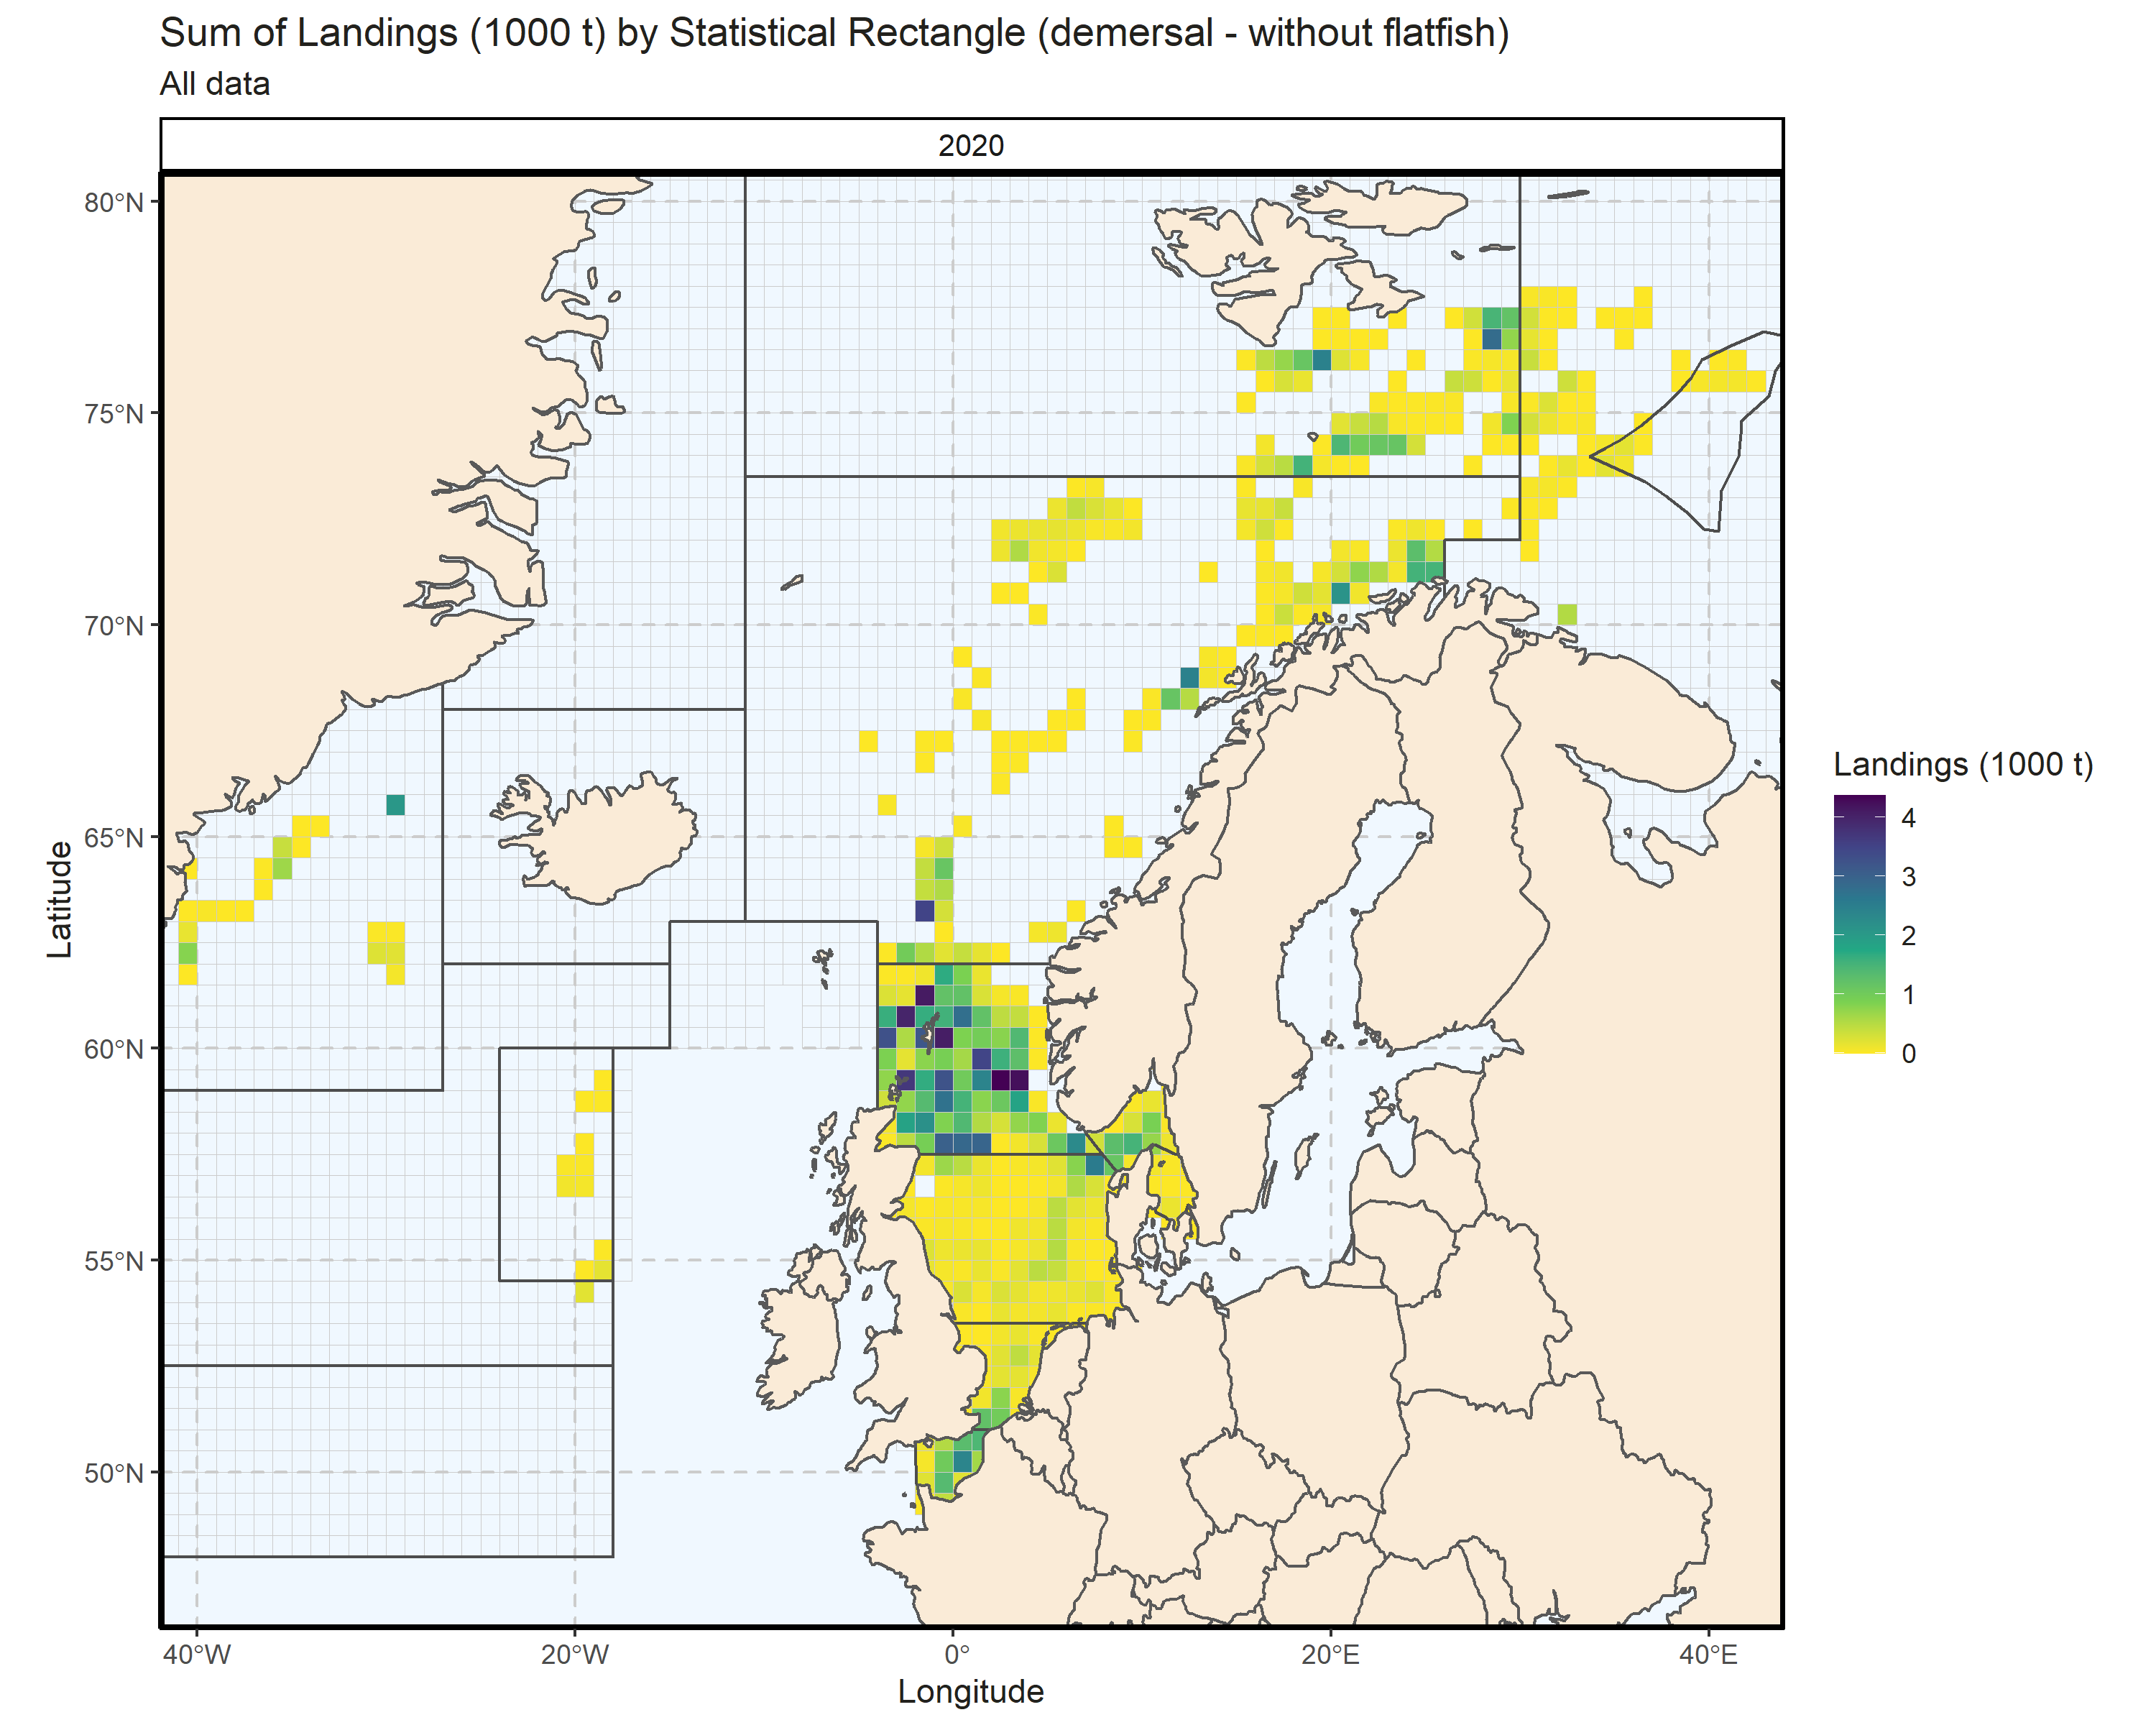 Sum of Landings (1000 t) by Statistical Rectangle (demersal - without flatfish)
All data
2020
80°N
75°N
70°N
65°N
60°N
55°N
50°N
Latitude
40°W
20°W
0°
20°E
40°E
Longitude
Landings (1000 t)
4
3
2
1
0